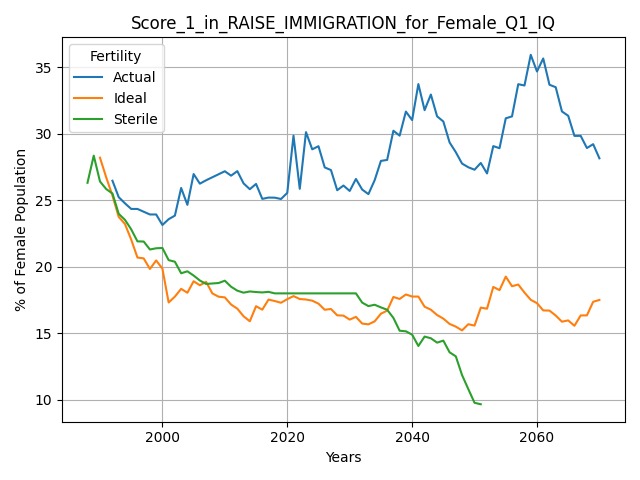 Score_1_in_RAISE_IMMIGRATION_for_Female_Q1_IQ
Fertility
Actual
Ideal
Sterile
% of Female Population
35
30
25
20
15
10
2000
2020
2040
2060
Years